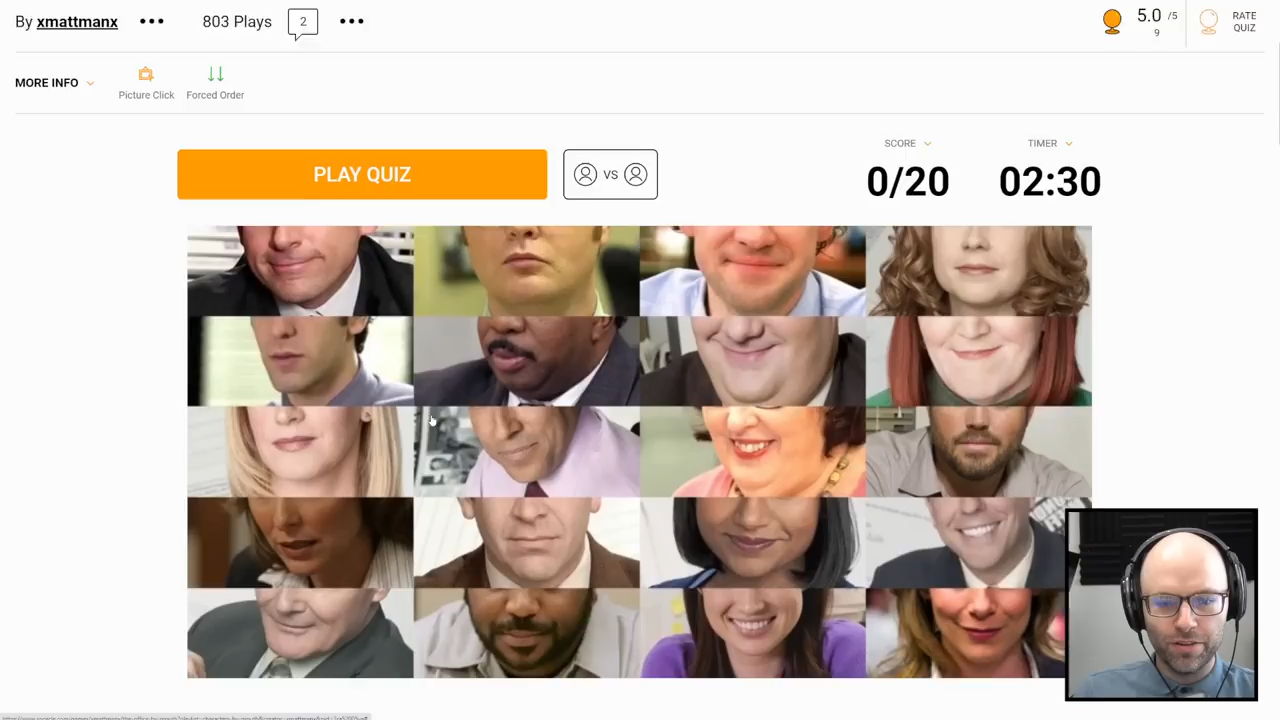 By xmattmanx ••• 803 Plays 2 •••
5.0 /5
9
RATE
QUIZ
MORE INFO
Picture Click
Forced Order
PLAY QUIZ
VS
SCORE
TIMER
0/20
02:30